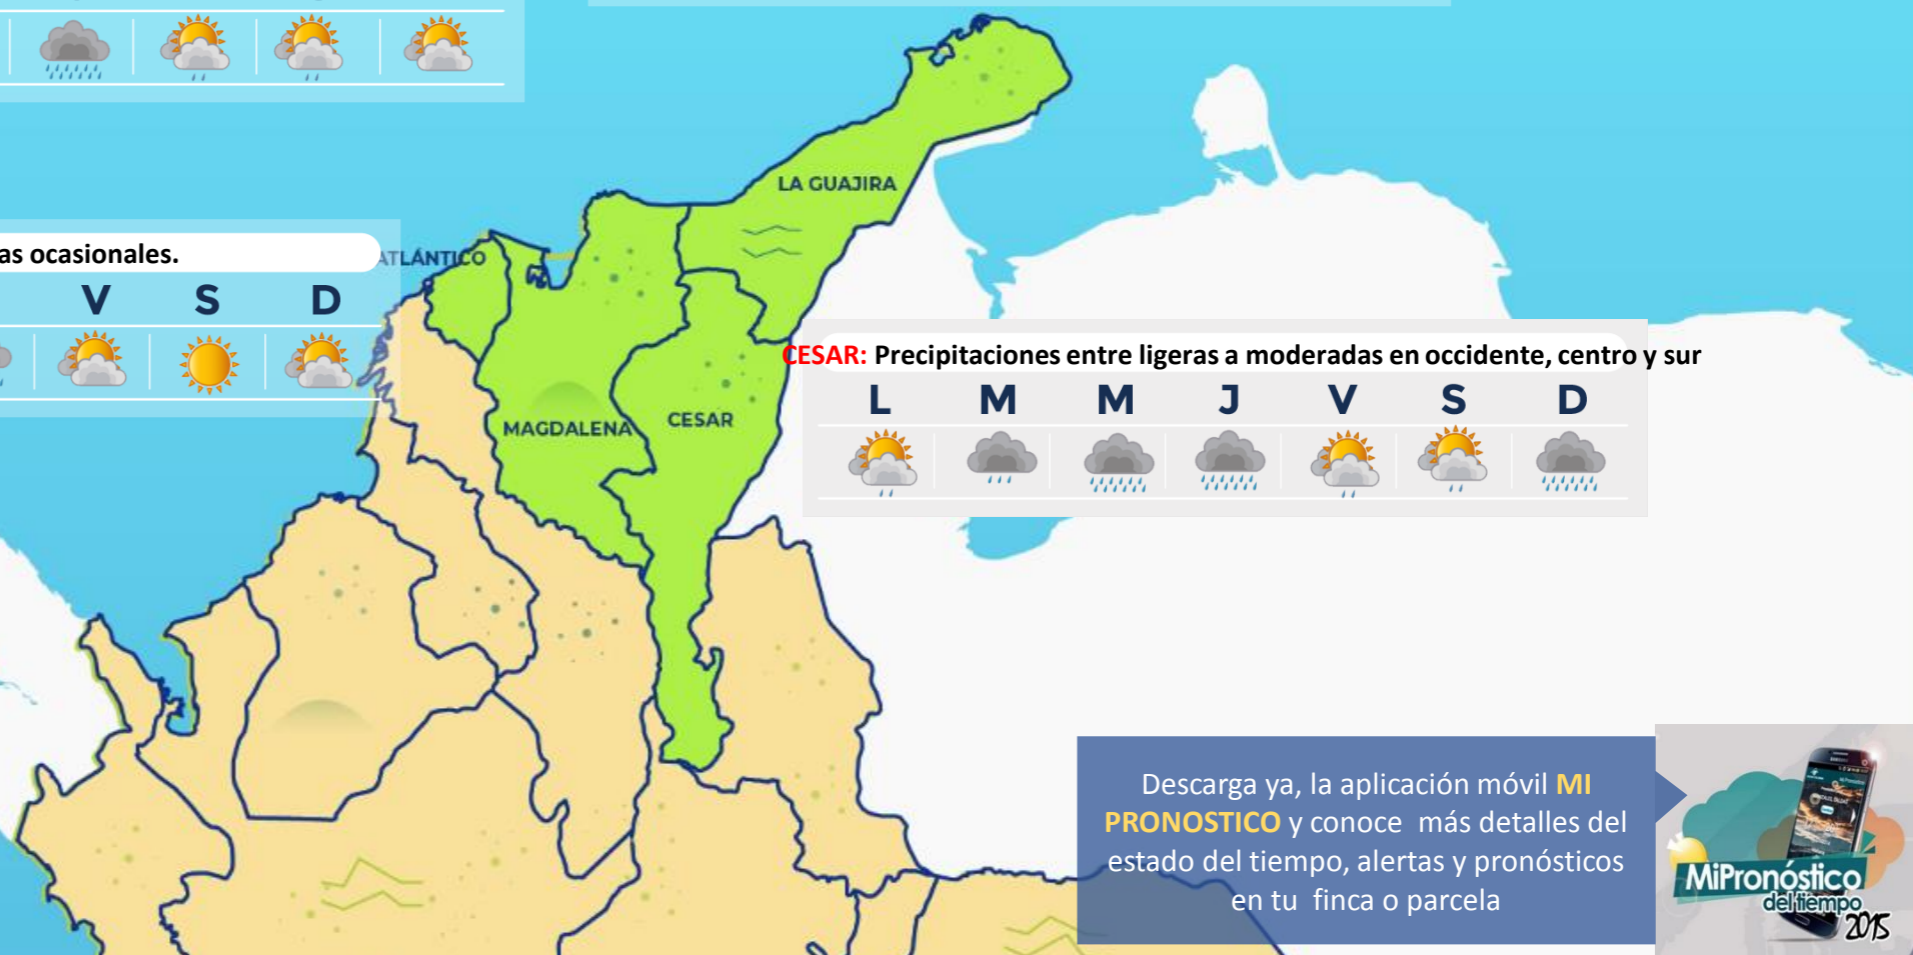 LA GUAJIRA
as ocasionales.
ATLÁNTICO
V S D
CESAR: Precipitaciones entre ligeras a moderadas en occidente, centro y sur
L M M J V S D
MAGDALENA
CESAR
Descarga ya, la aplicación móvil MI
PRONOSTICO y conoce más detalles del
estado del tiempo, alertas y pronósticos
en tu finca o parcela
MiPronóstico
del tiempo
2015